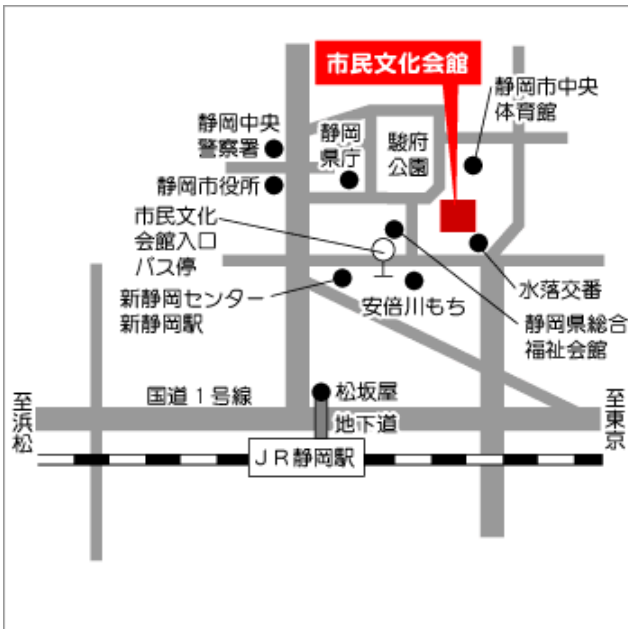 市民文化会館
静岡市中央
体育館
静岡中央
警察署
静岡
県庁
駿府
公園
静岡市役所
市民文化
会館入口
バス停
新静岡センター
新静岡駅
安倍川もち
水落交番
静岡県総合
福祉会館
国道１号線
松坂屋
地下道
至浜松
至東京
ＪＲ静岡駅